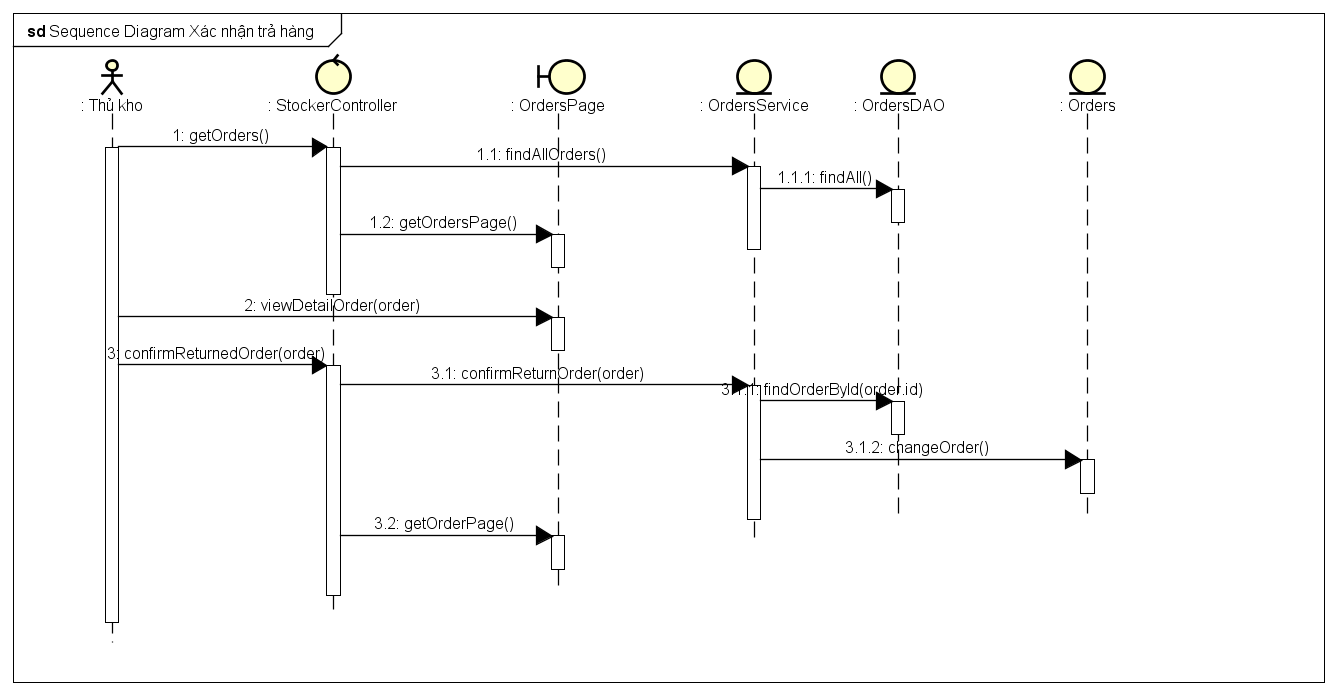 sd Sequence Diagram Xác nhận trả hàng
: Thủ kho
: StockerController
: OrdersPage
: OrdersService
: OrdersDAO
: Orders
1: getOrders()
1.1: findAllOrders()
1.1.1: findAll()
1.2: getOrdersPage()
2: viewDetailOrder(order)
3: confirmReturnedOrder(order)
3.1: confirmReturnOrder(order)
3.1.1: findOrderById(order.id)
3.1.2: changeOrder()
3.2: getOrderPage()